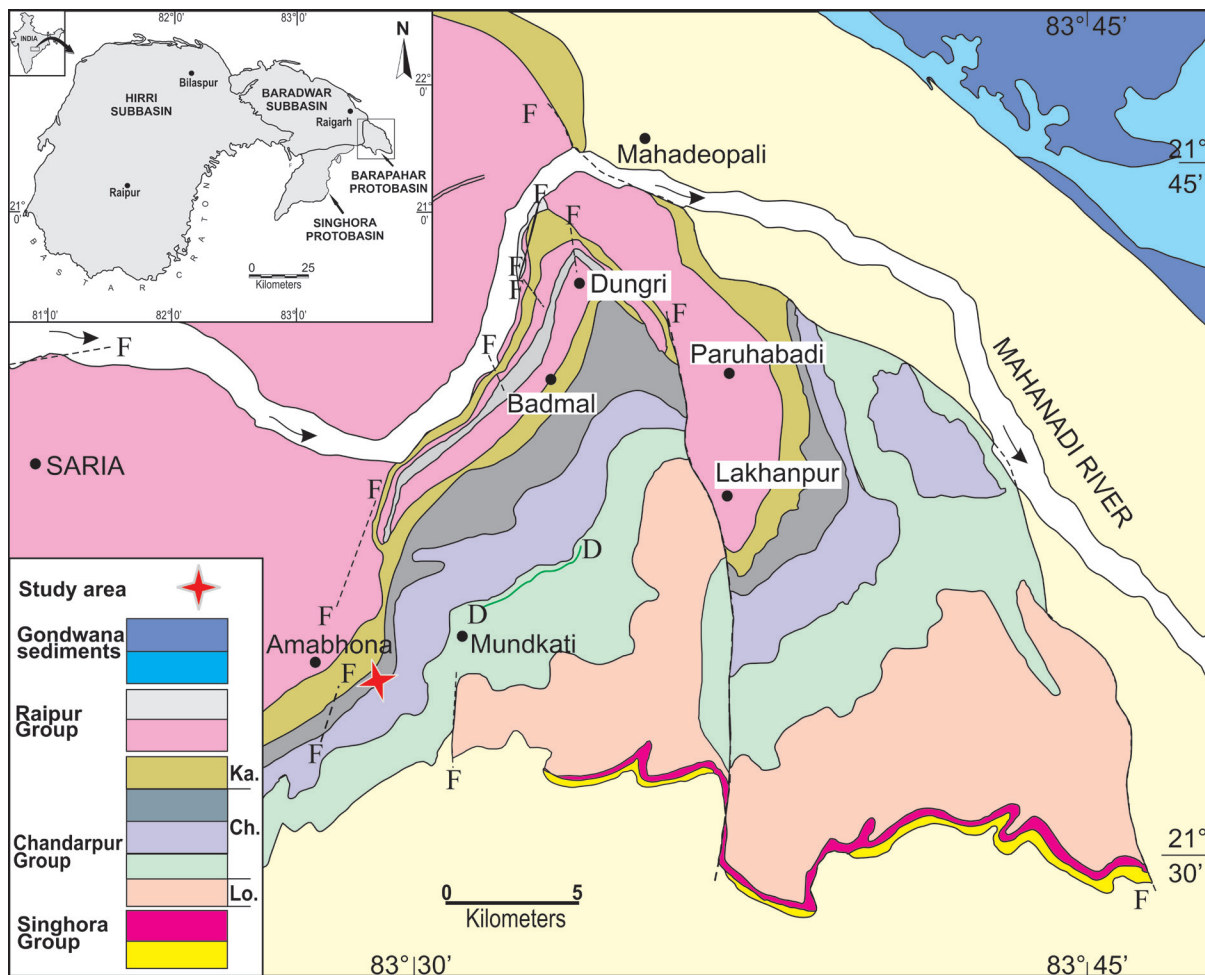 INDIA
82°
0'
83°
0'
N
22°
0'
Bilaspur
HIRRI
SUBBASIN
BARADWAR
SUBBASIN
Raigarh
BARAPAHAR
PROTOBASIN
Raipur
SINGHORA
PROTOBASIN
21°
0'
F
BASTAR CRATON
0 25
Kilometers
81°0'
82°0'
83°0'
83° 45'
21°
45'
F
Mahadeopali
F
F
F
F
Dungri
F
F
F
Paruhabadi
Badmal
MAHANADI RIVER
SARIA
F
Lakhanpur
D
D
F
Amabhona
Mundkati
F
F
F
F
Study area
Gondwana
sediments
Raipur
Group
Ka.
Ch.
Chandarpur
Group
Lo.
Singhora
Group
0 5
Kilometers
21°
30'
83° 30'
83° 45'